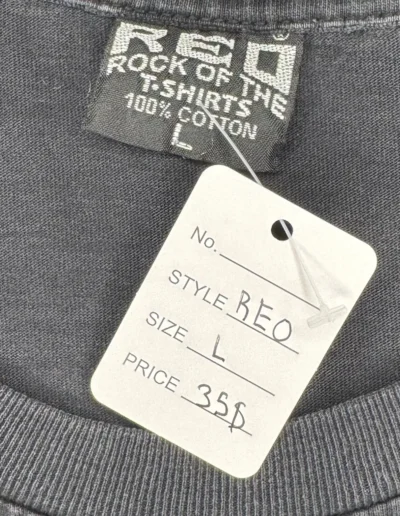 REO ®
ROCK OF THE
T-SHIRTS
100% COTTON
L
No.
STYLE REO
SIZE L
PRICE 35$